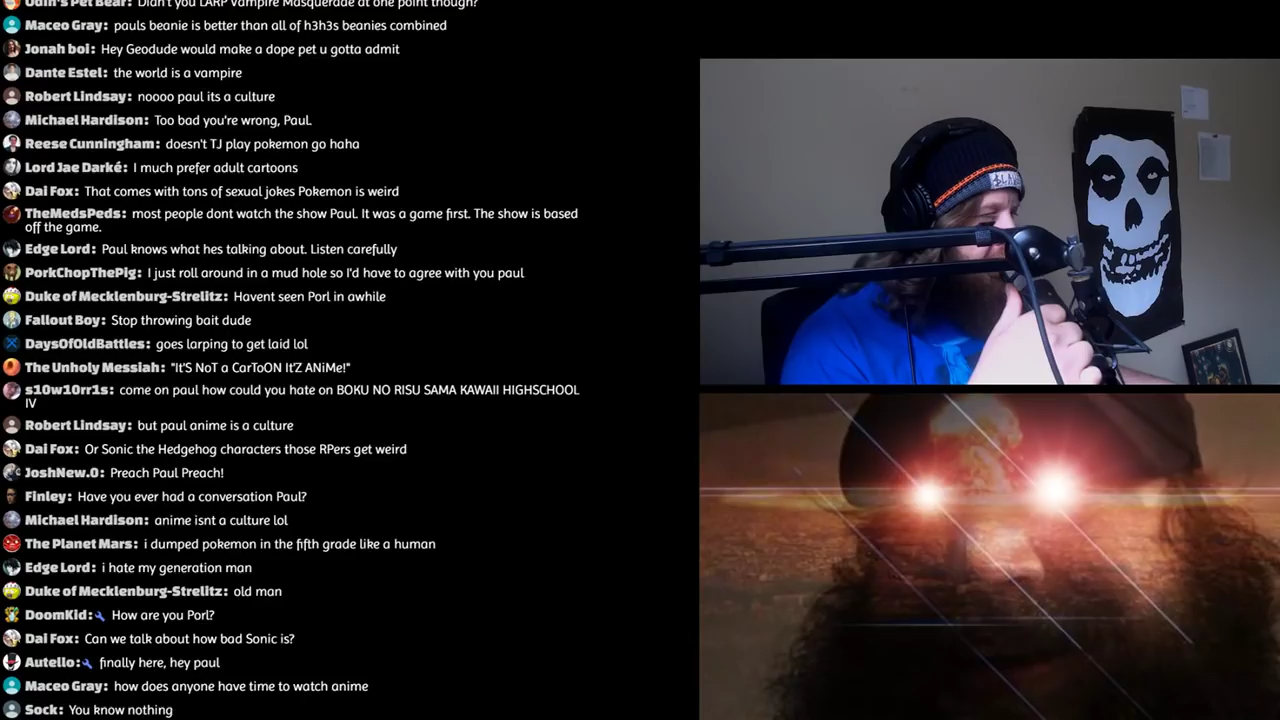 Odin's Pet Bear: Didn't you LARP Vampire Masquerade at one point though?
Maceo Gray: pauls beanie is better than all of h3h3s beanies combined
Jonah boi: Hey Geodude would make a dope pet u gotta admit
Dante Estel: the world is a vampire
Robert Lindsay: noooo paul its a culture
Michael Hardison: Too bad you're wrong, Paul.
Reese Cunningham: doesn't TJ play pokemon go haha
Lord Jae Darké: I much prefer adult cartoons
Dai Fox: That comes with tons of sexual jokes Pokemon is weird
TheMedsPeds: most people dont watch the show Paul. It was a game first. The show is based
off the game.
Edge Lord: Paul knows what hes talking about. Listen carefully
PorkChopThePig: I just roll around in a mud hole so I'd have to agree with you paul
Duke of Mecklenburg-Strelitz: Havent seen Porl in awhile
Fallout Boy: Stop throwing bait dude
DaysOfOldBattles: goes larping to get laid lol
The Unholy Messiah: "It'S NoT a CarToON It'Z ANiMe!"
s10w10rr1s: come on paul how could you hate on BOKU NO RISU SAMA KAWAII HIGHSCHOOL
IV
Robert Lindsay: but paul anime is a culture
Dai Fox: Or Sonic the Hedgehog characters those RPers get weird
JoshNew.0: Preach Paul Preach!
Finley: Have you ever had a conversation Paul?
Michael Hardison: anime isnt a culture lol
The Planet Mars: i dumped pokemon in the fifth grade like a human
Edge Lord: i hate my generation man
Duke of Mecklenburg-Strelitz: old man
DoomKid: How are you Porl?
Dai Fox: Can we talk about how bad Sonic is?
Autello: finally here, hey paul
Maceo Gray: how does anyone have time to watch anime
Sock: You know nothing